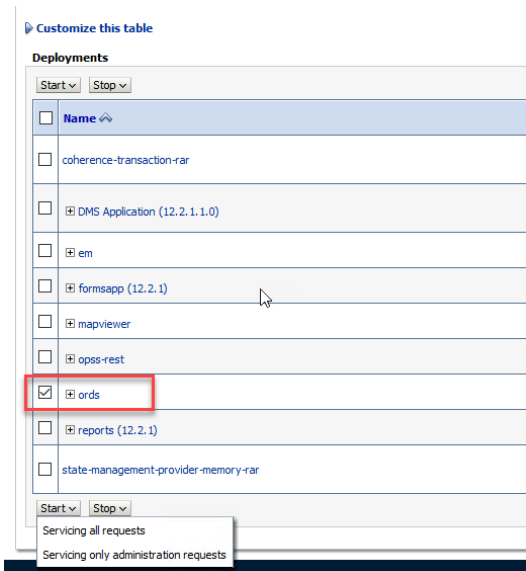 Customize this table
Deployments
Start Stop
Name
coherence-transaction-rar
DMS Application (12.2.1.1.0)
em
formsapp (12.2.1)
mapviewer
opss-rest
ords
reports (12.2.1)
state-management-provider-memory-rar
Start Stop
Servicing all requests
Servicing only administration requests